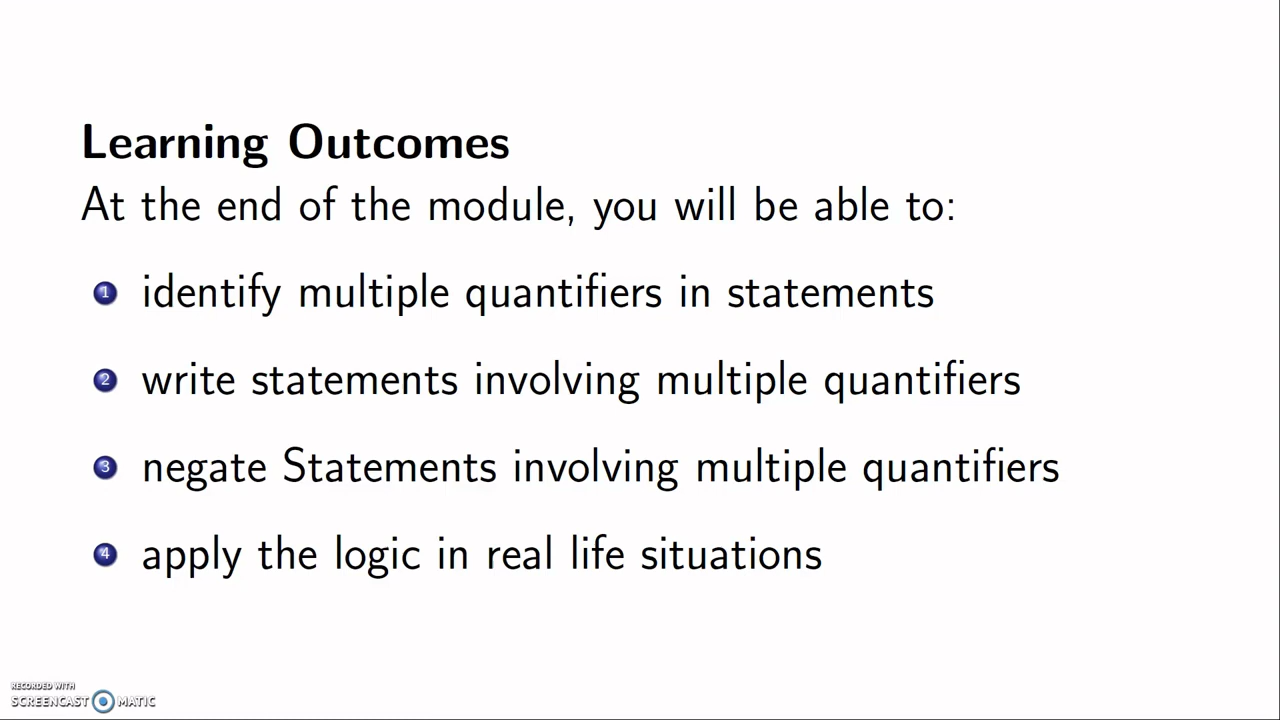 Learning Outcomes
At the end of the module, you will be able to:
1 identify multiple quantifiers in statements
2 write statements involving multiple quantifiers
3 negate Statements involving multiple quantifiers
4 apply the logic in real life situations
RECORDED WITH
SCREENCAST MATIC